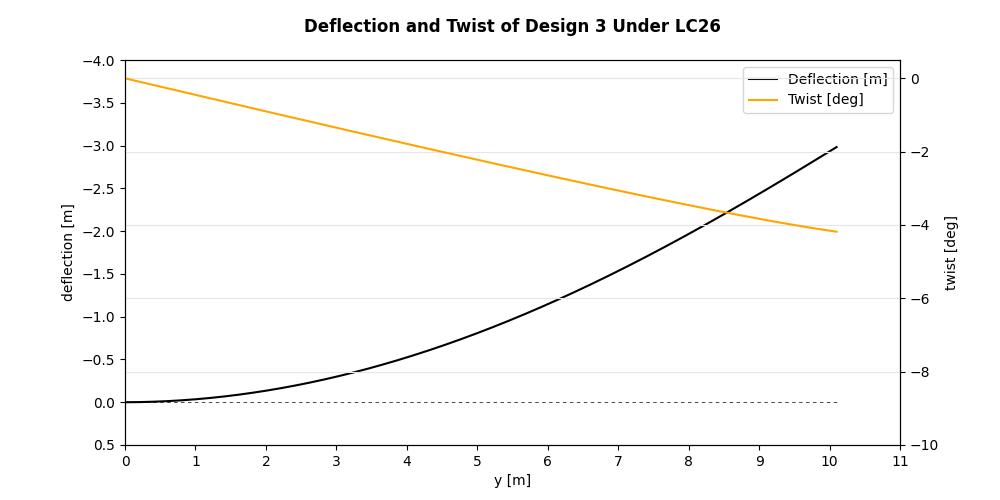 Deflection and Twist of Design 3 Under LC26
−4.0
−3.5
−3.0
−2.5
−2.0
−1.5
−1.0
−0.5
0.0
0.5
deflection [m]
Deflection [m]
Twist [deg]
0
−2
−4
−6
−8
−10
twist [deg]
0 1 2 3 4 5 6 7 8 9 10 11
y [m]